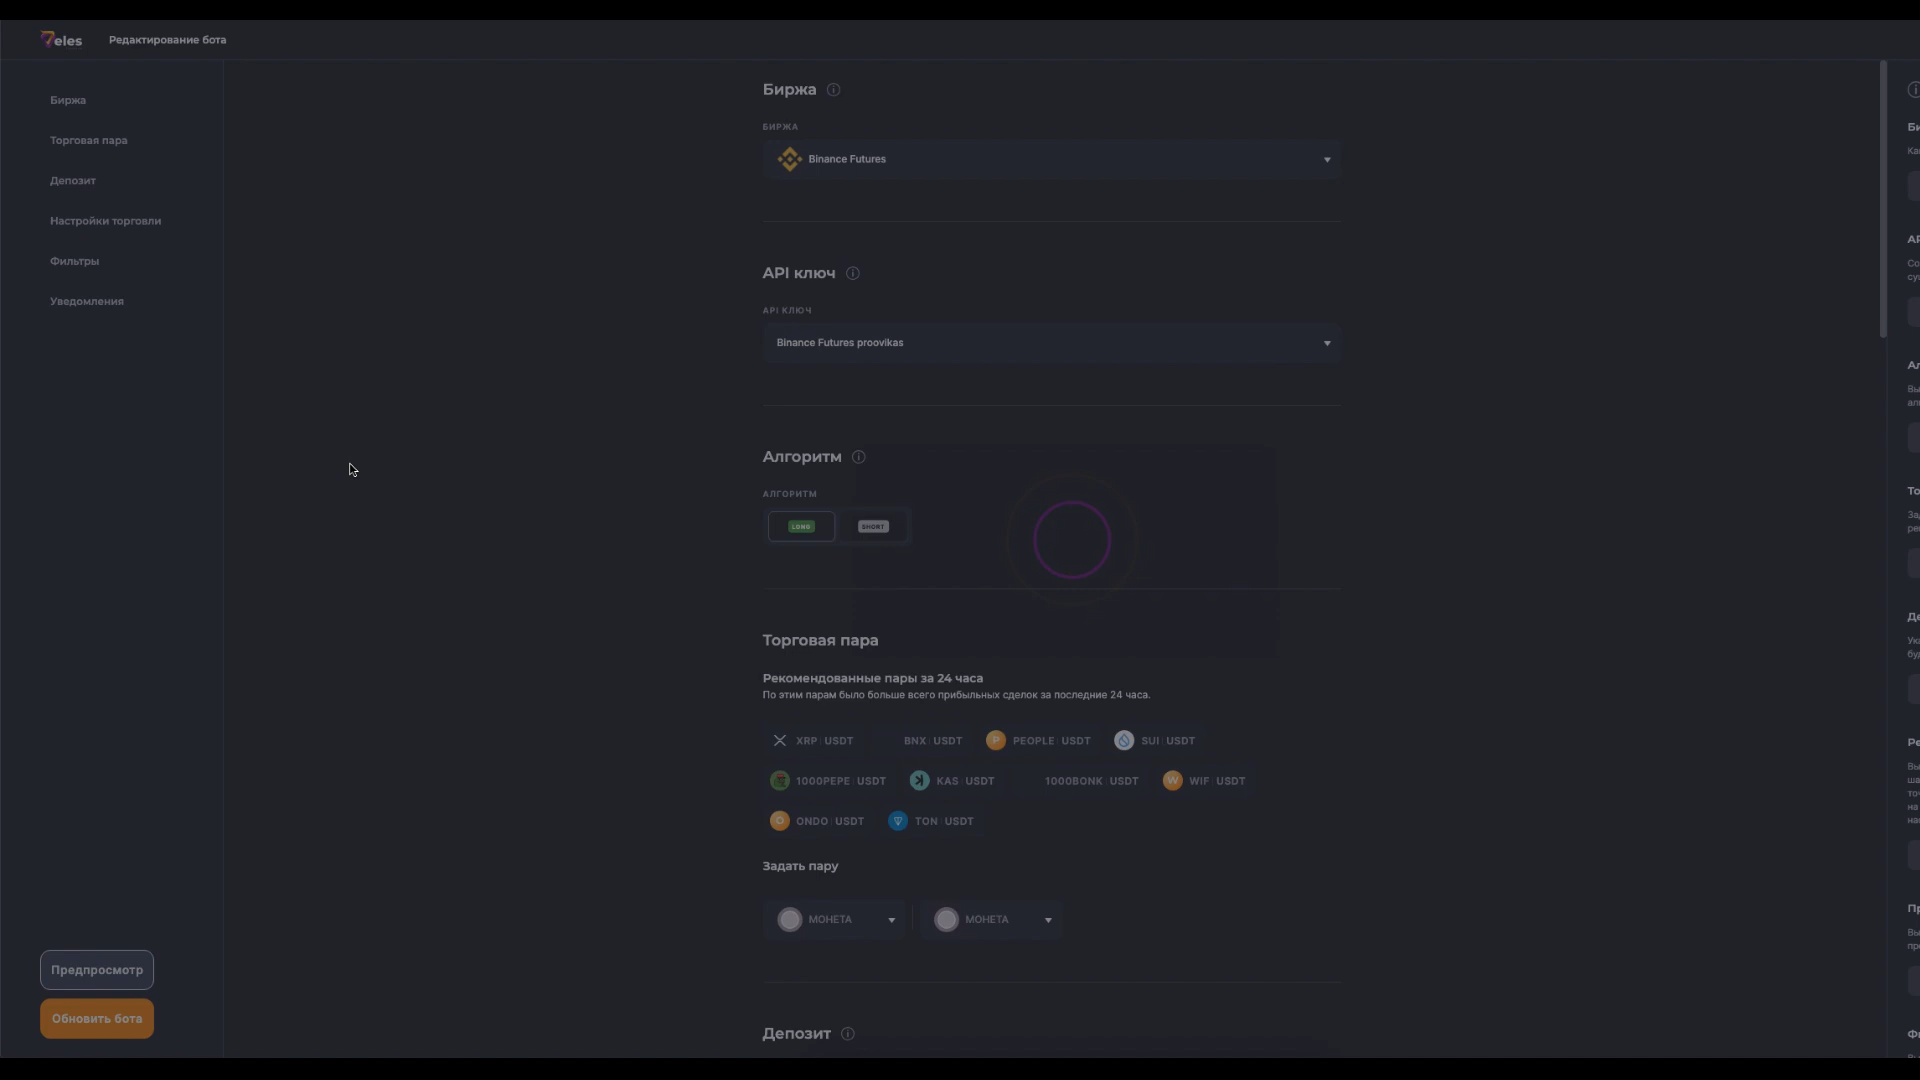 Veles
Редактирование бота
Биржа
Торговая пара
Депозит
Настройки торговли
Фильтры
Уведомления
Предпросмотр
Обновить бота
Биржа
БИРЖА
Binance Futures
API ключ
API КЛЮЧ
Binance Futures proovikas
Алгоритм
АЛГОРИТМ
LONG
SHORT
Торговая пара
Рекомендованные пары за 24 часа
По этим парам было больше всего прибыльных сделок за последние 24 часа.
XRP USDT
BNX USDT
PEOPLE USDT
SUI USDT
1000PEPE USDT
KAS USDT
1000BONK USDT
WIF USDT
ONDO USDT
TON USDT
Задать пару
МОНЕТА
МОНЕТА
Депозит